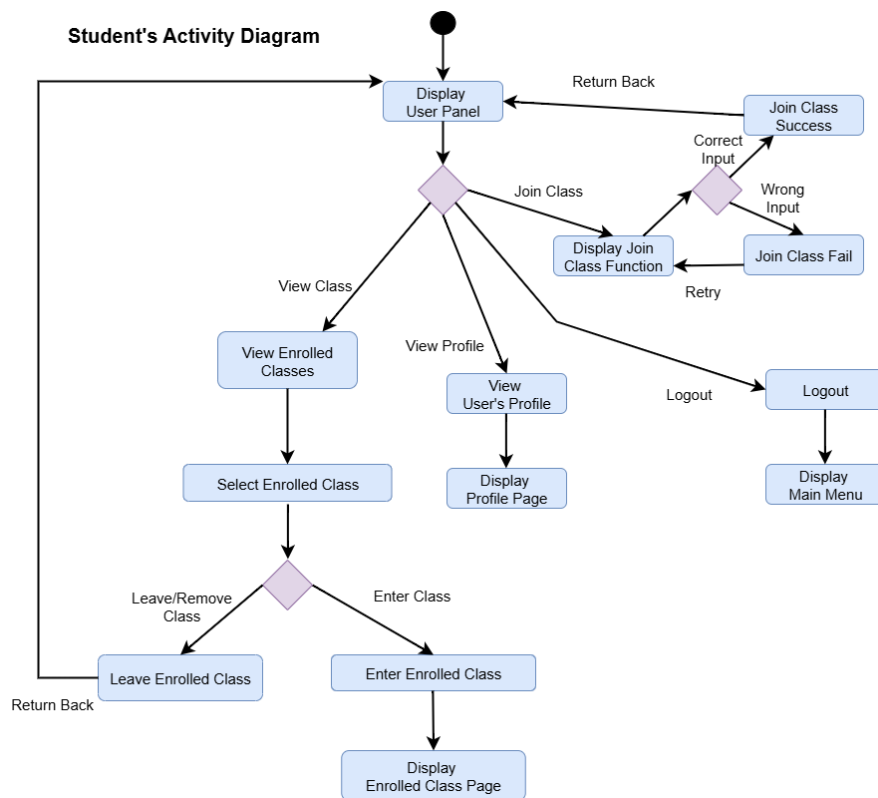 Student's Activity Diagram
Display
User Panel
Return Back
Join Class
Success
Correct
Input
Wrong
Input
Join Class
Display Join
Class Function
Join Class Fail
Retry
View Class
View Enrolled
Classes
View Profile
View
User's Profile
Logout
Logout
Select Enrolled Class
Display
Profile Page
Display
Main Menu
Leave/Remove
Class
Enter Class
Leave Enrolled Class
Enter Enrolled Class
Return Back
Display
Enrolled Class Page